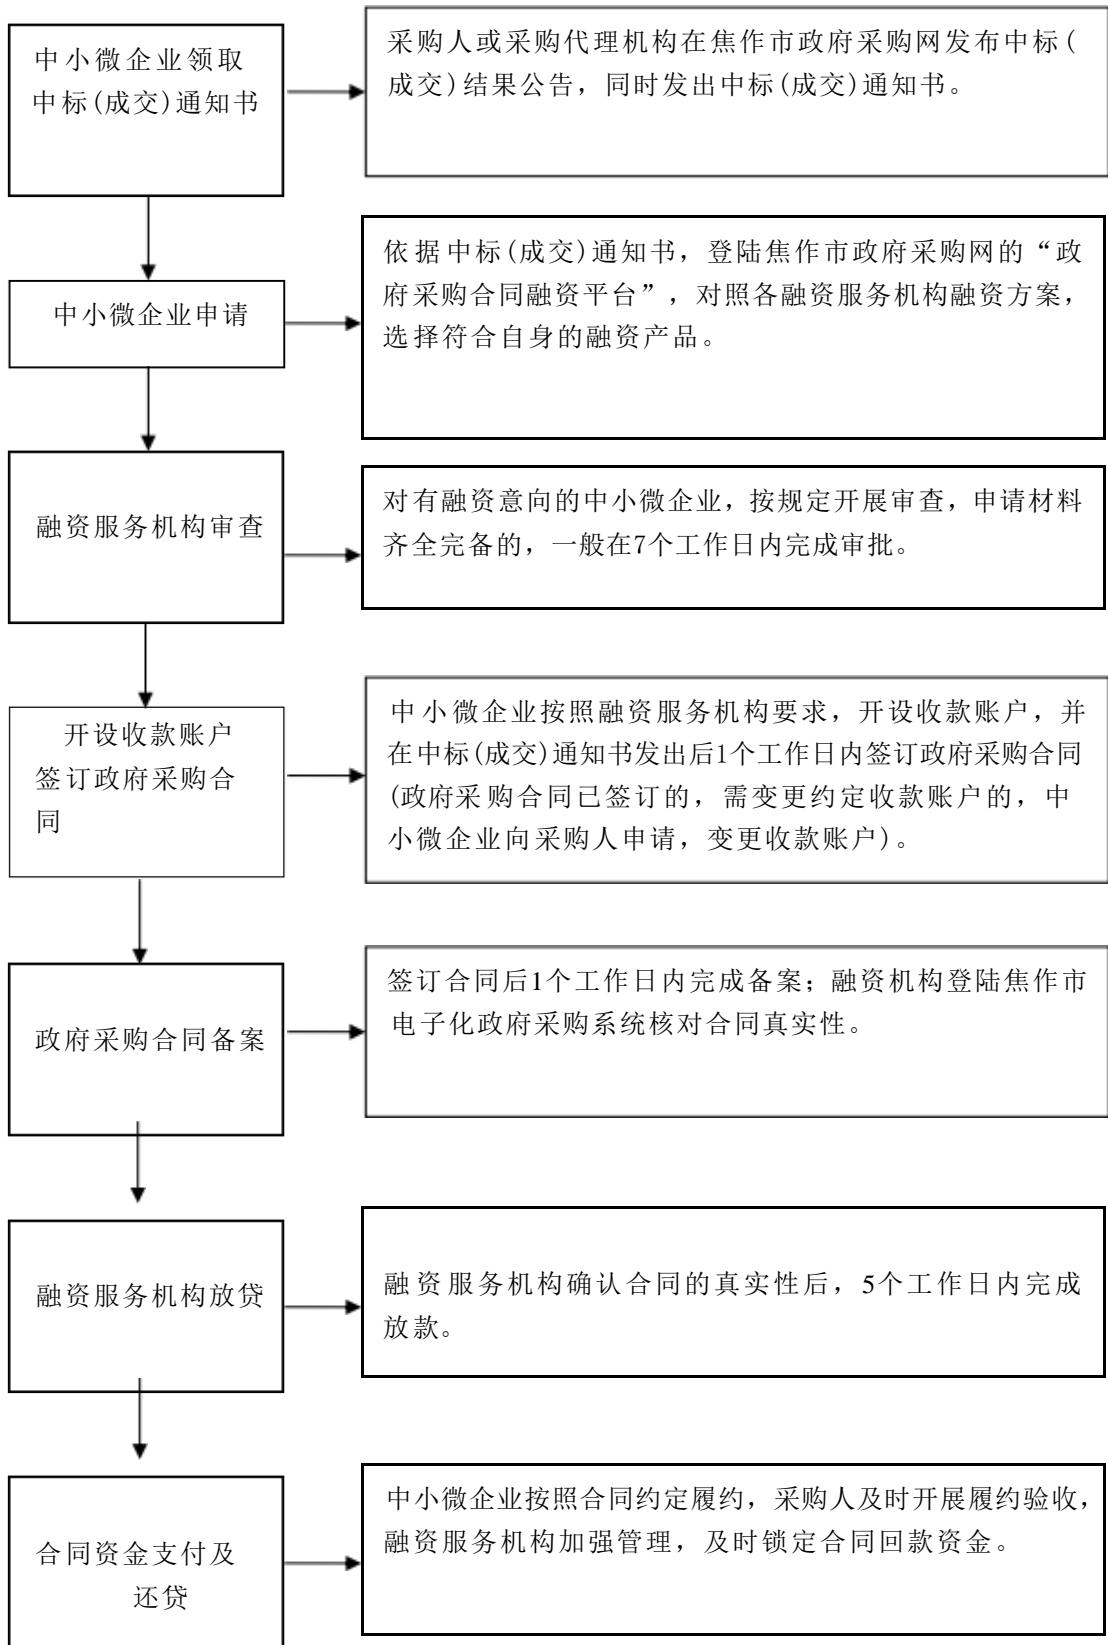 中小微企业领取
中标(成交)通知书
采购人或采购代理机构在焦作市政府采购网发布中标(
成交)结果公告，同时发出中标(成交)通知书。
中小微企业申请
依据中标(成交)通知书，登陆焦作市政府采购网的“政
府采购合同融资平台”，对照各融资服务机构融资方案，
选择符合自身的融资产品。
融资服务机构审查
对有融资意向的中小微企业，按规定开展审查，申请材料
齐全完备的，一般在7个工作日内完成审批。
开设收款账户
签订政府采购合
同
中小微企业按照融资服务机构要求，开设收款账户，并
在中标(成交)通知书发出后1个工作日内签订政府采购合同
(政府采购合同已签订的，需变更约定收款账户的，中
小微企业向采购人申请，变更收款账户)。
政府采购合同备案
签订合同后1个工作日内完成备案；融资机构登陆焦作市
电子化政府采购系统核对合同真实性。
融资服务机构放贷
融资服务机构确认合同的真实性后，5个工作日内完成
放款。
合同资金支付及
还贷
中小微企业按照合同约定履约，采购人及时开展履约验收，
融资服务机构加强管理，及时锁定合同回款资金。